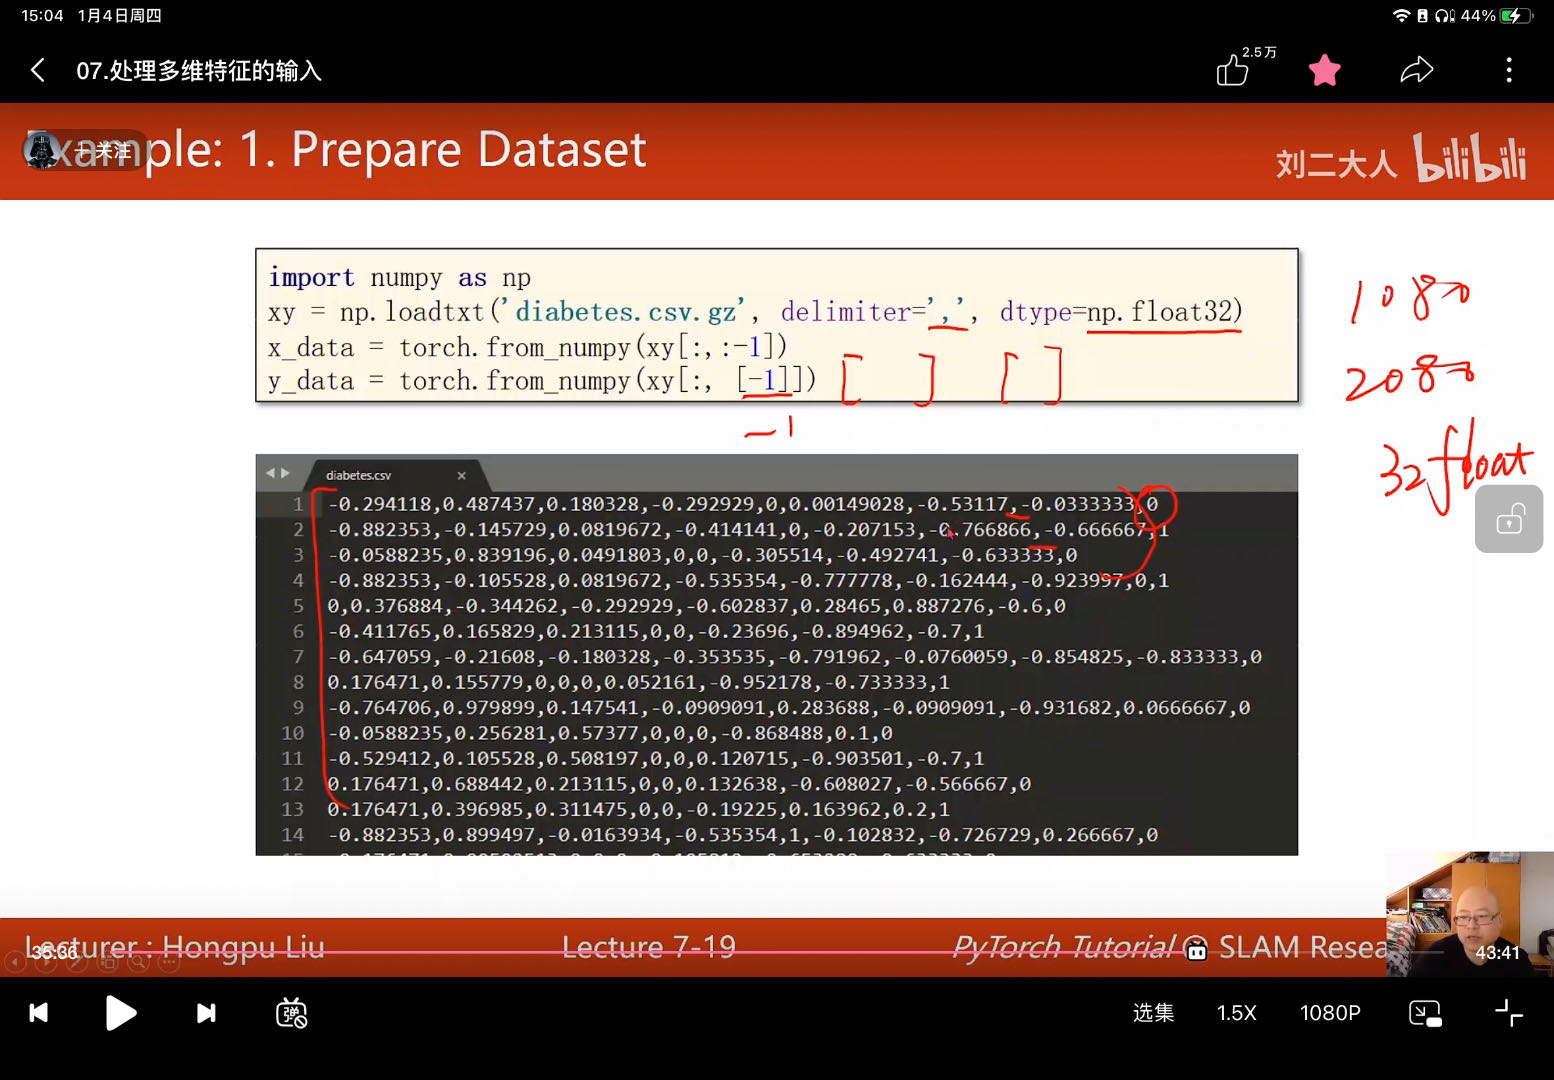 15:04 1月4日周四
44%
07.处理多维特征的输入
2.5万
Example: 1. Prepare Dataset
+ 关注
刘二大人 bilibili
import numpy as np
xy = np.loadtxt('diabetes.csv.gz', delimiter=',', dtype=np.float32)
x_data = torch.from_numpy(xy[:,:-1])
y_data = torch.from_numpy(xy[:, [-1]])
[ ] [ ]
-1
1080
2080
32float
diabetes.csv
1 -0.294118,0.487437,0.180328,-0.292929,0,0.00149028,-0.53117,-0.0333333,0
2 -0.882353,-0.145729,0.0819672,-0.414141,0,-0.207153,-0.766866,-0.666667,1
3 -0.0588235,0.839196,0.0491803,0,0,-0.305514,-0.492741,-0.633333,0
4 -0.882353,-0.105528,0.0819672,-0.535354,-0.777778,-0.162444,-0.923997,0,1
5 0,0.376884,-0.344262,-0.292929,-0.602837,0.28465,0.887276,-0.6,0
6 -0.411765,0.165829,0.213115,0,0,-0.23696,-0.894962,-0.7,1
7 -0.647059,-0.21608,-0.180328,-0.353535,-0.791962,-0.0760059,-0.854825,-0.833333,0
8 0.176471,0.155779,0,0,0,0.052161,-0.952178,-0.733333,1
9 -0.764706,0.979899,0.147541,-0.0909091,0.283688,-0.0909091,-0.931682,0.0666667,0
10 -0.0588235,0.256281,0.57377,0,0,0,-0.868488,0.1,0
11 -0.529412,0.105528,0.508197,0,0,0.120715,-0.903501,-0.7,1
12 0.176471,0.688442,0.213115,0,0,0.132638,-0.608027,-0.566667,0
13 0.176471,0.396985,0.311475,0,0,-0.19225,0.163962,0.2,1
14 -0.882353,0.899497,-0.0163934,-0.535354,1,-0.102832,-0.726729,0.266667,0
Lecturer : Hongpu Liu
Lecture 7-19
PyTorch Tutorial
SLAM Resea
35:36
43:41
弹
选集
1.5X
1080P